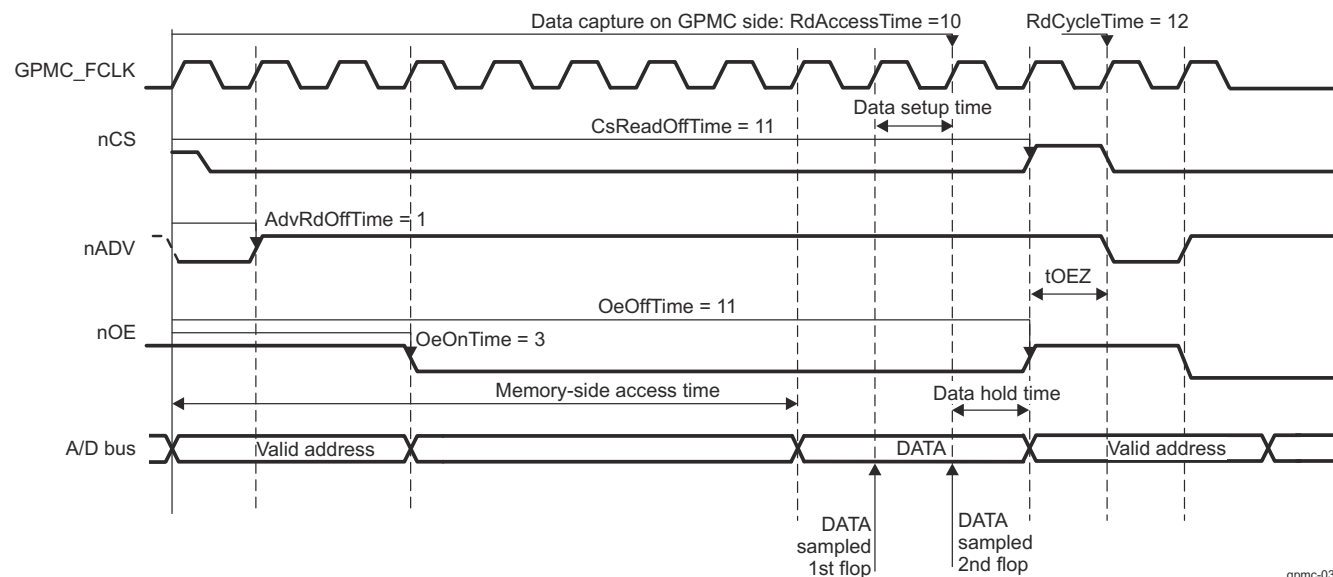 Data capture on GPMC side: RdAccessTime =10
RdCycleTime = 12
GPMC_FCLK
Data setup time
nCS
CsReadOffTime = 11
AdvRdOffTime = 1
nADV
tOEZ
OeOffTime = 11
nOE
OeOnTime = 3
Memory-side access time
Data hold time
A/D bus
Valid address
DATA
Valid address
DATA
sampled
1st flop
DATA
sampled
2nd flop